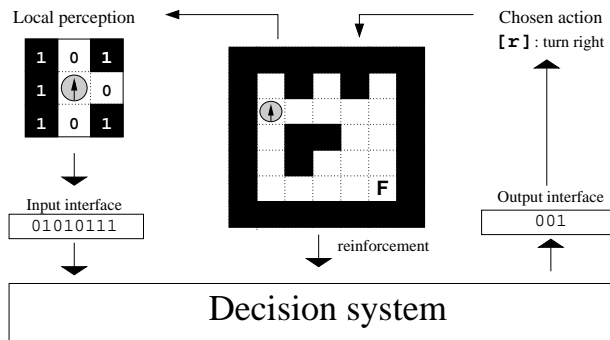 Local perception
Chosen action
[r] : turn right
1 0 1
1 0
1 0 1
F
Input interface
01010111
reinforcement
Output interface
001
Decision system